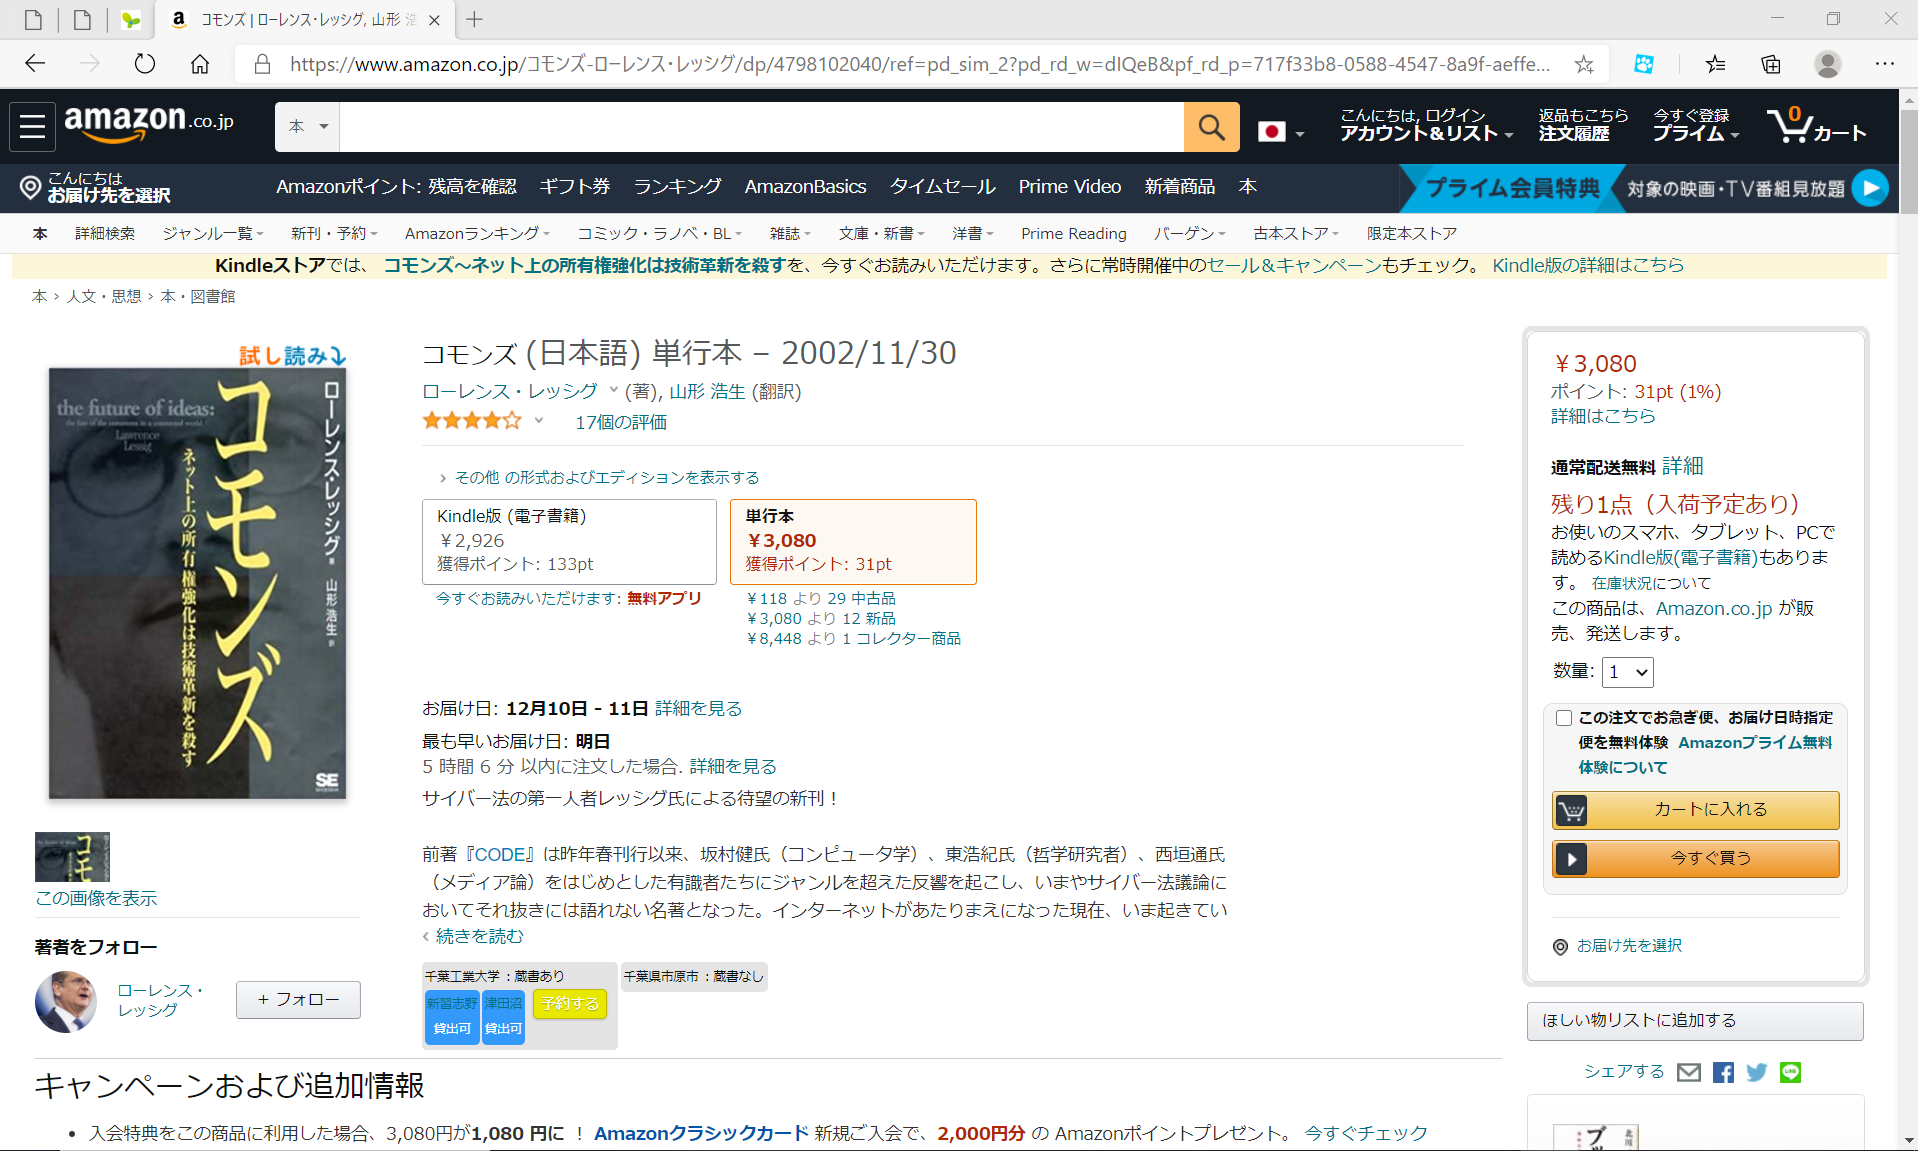 コモンズ | ローレンス・レッシグ, 山形 浩
https://www.amazon.co.jp/コモンズ-ローレンス・レッシグ/dp/4798102040/ref=pd_sim_2?pd_rd_w=dIQeB&pf_rd_p=717f33b8-0588-4547-8a9f-aeffe...
amazon.co.jp
本
こんにちは, ログイン
アカウント＆リスト
返品もこちら
注文履歴
今すぐ登録
プライム
0
カート
こんにちは
お届け先を選択
Amazonポイント: 残高を確認 ギフト券 ランキング AmazonBasics タイムセール Prime Video 新着商品 本
プライム会員特典 対象の映画・TV番組見放題
本 詳細検索 ジャンル一覧 新刊・予約 Amazonランキング コミック・ラノベ・BL 雑誌 文庫・新書 洋書 Prime Reading バーゲン 古本ストア 限定本ストア
Kindleストアでは、 コモンズ～ネット上の所有権強化は技術革新を殺すを、今すぐお読みいただけます。さらに常時開催中のセール＆キャンペーンもチェック。 Kindle版の詳細はこちら
本 › 人文・思想 › 本・図書館
試し読み
the future of ideas:
Lawrence
Lessig
コモンズ
ネット上の所有権強化は技術革新を殺す
ローレンス・レッシグ 著
山形浩生 訳
SE
SHOEISHA
コモ
この画像を表示
著者をフォロー
ローレンス・
レッシグ
+ フォロー
コモンズ (日本語) 単行本 – 2002/11/30
ローレンス・レッシグ (著), 山形 浩生 (翻訳)
17個の評価
› その他 の形式およびエディションを表示する
Kindle版 (電子書籍)
￥2,926
獲得ポイント: 133pt
今すぐお読みいただけます: 無料アプリ
単行本
￥3,080
獲得ポイント: 31pt
￥118 より 29 中古品
￥3,080 より 12 新品
￥8,448 より 1 コレクター商品
お届け日: 12月10日 - 11日 詳細を見る
最も早いお届け日: 明日
5 時間 6 分 以内に注文した場合. 詳細を見る
サイバー法の第一人者レッシグ氏による待望の新刊！
前著『CODE』は昨年春刊行以来、坂村健氏（コンピュータ学）、東浩紀氏（哲学研究者）、西垣通氏
（メディア論）をはじめとした有識者たちにジャンルを超えた反響を起こし、いまやサイバー法議論に
おいてそれ抜きには語れない名著となった。インターネットがあたりまえになった現在、いま起きてい
‹ 続きを読む
千葉工業大学 ：蔵書あり
新習志野 津田沼 予約する
貸出可 貸出可
千葉県市原市 ：蔵書なし
￥3,080
ポイント: 31pt (1%)
詳細はこちら
通常配送無料 詳細
残り1点（入荷予定あり）
お使いのスマホ、タブレット、PCで
読めるKindle版(電子書籍)もありま
す。 在庫状況について
この商品は、Amazon.co.jp が販
売、発送します。
数量: 1
この注文でお急ぎ便、お届け日時指定
便を無料体験 Amazonプライム無料
体験について
カートに入れる
今すぐ買う
お届け先を選択
ほしい物リストに追加する
シェアする
LINE
キャンペーンおよび追加情報
• 入会特典をこの商品に利用した場合、3,080円が1,080 円に ！ Amazonクラシックカード 新規ご入会で、2,000円分 の Amazonポイントプレゼント。 今すぐチェック